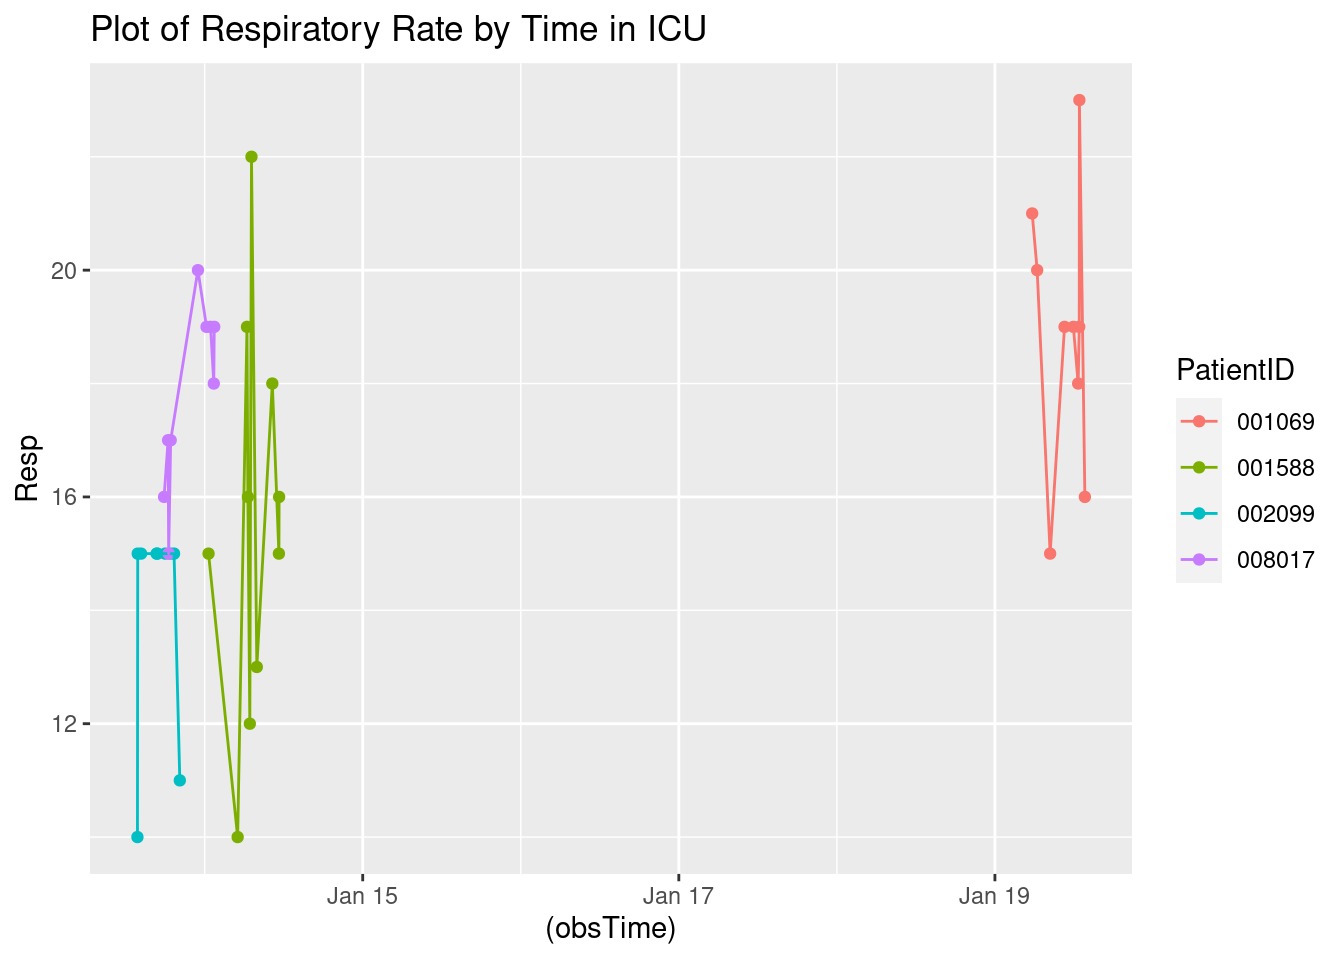 Plot of Respiratory Rate by Time in ICU
Resp
20
16
12
Jan 15
Jan 17
Jan 19
(obsTime)
PatientID
001069
001588
002099
008017